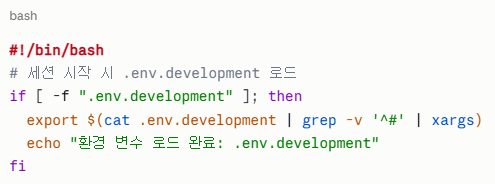 bash
#!/bin/bash
# 세션 시작 시 .env.development 로드
if [ -f ".env.development" ]; then
  export $(cat .env.development | grep -v '^#' | xargs)
  echo "환경 변수 로드 완료: .env.development"
fi